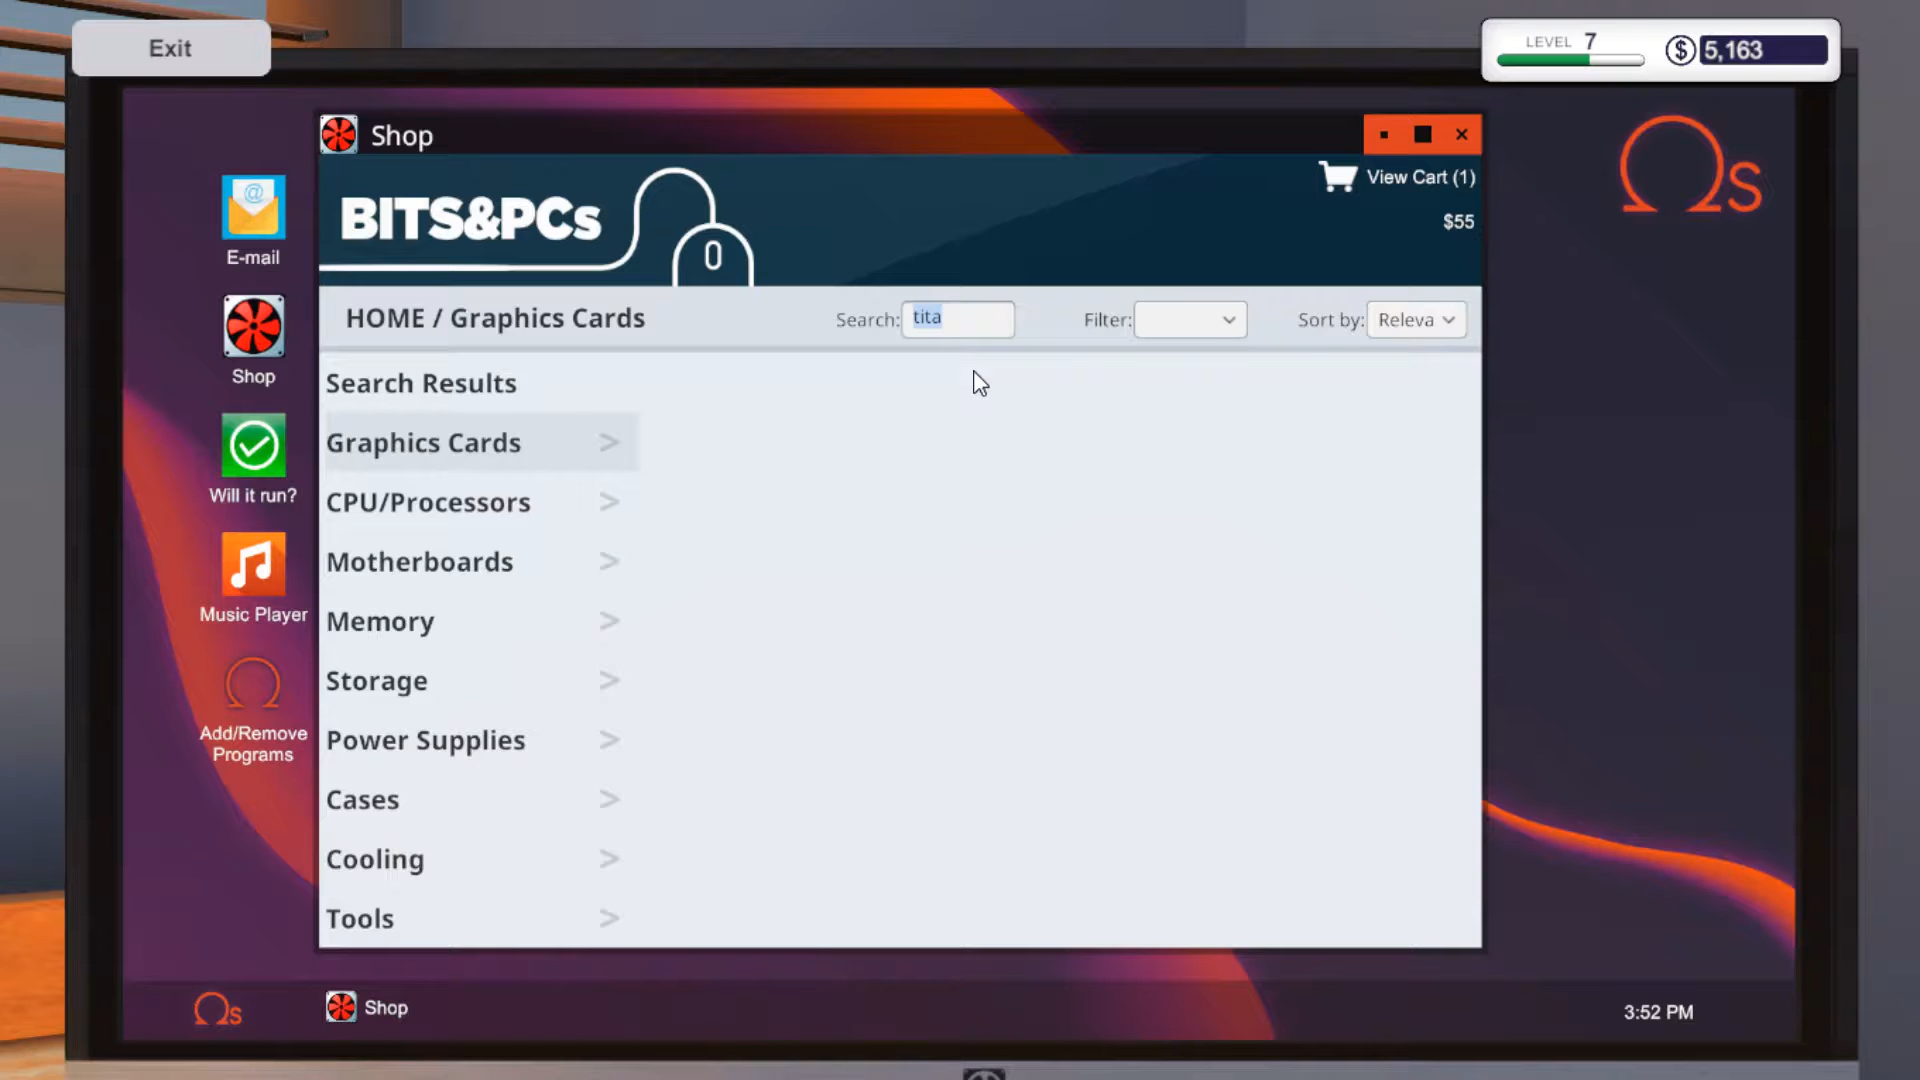 Exit
LEVEL 7
$ 5,163
Shop
BITS&PCs
View Cart (1)
$55
HOME / Graphics Cards
Search: tita
Filter:
Sort by: Releva
E-mail
Shop
Will it run?
Music Player
Add/Remove
Programs
Search Results
Graphics Cards >
CPU/Processors >
Motherboards >
Memory >
Storage >
Power Supplies >
Cases >
Cooling >
Tools >
Ωs
Ωs
Shop
3:52 PM